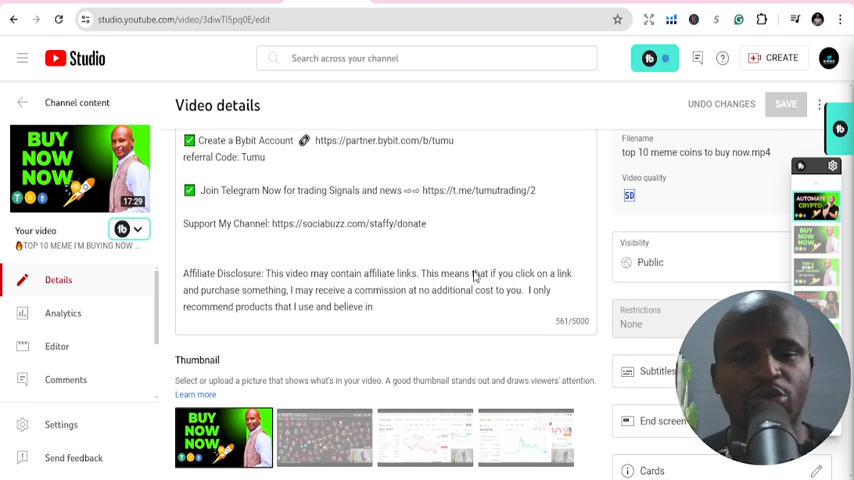 studio.youtube.com/video/3diwTl5pq0E/edit
Studio
Search across your channel
CREATE
Channel content
Video details
UNDO CHANGES
SAVE
BUY
NOW
NOW
17:29
Your video
🔥TOP 10 MEME I'M BUYING NOW ...
Details
Analytics
Editor
Comments
Settings
Send feedback
✅ Create a Bybit Account 🔗 https://partner.bybit.com/b/tumu
referral Code: Tumu
✅ Join Telegram Now for trading Signals and news ⇨⇨ https://t.me/tumutrading/2
Support My Channel: https://sociabuzz.com/staffy/donate
Affiliate Disclosure: This video may contain affiliate links. This means that if you click on a link
and purchase something, I may receive a commission at no additional cost to you. I only
recommend products that I use and believe in
561/5000
Thumbnail
Select or upload a picture that shows what's in your video. A good thumbnail stands out and draws viewers' attention.
Learn more
BUY
NOW
NOW
Filename
top 10 meme coins to buy now.mp4
Video quality
SD
Visibility
Public
Restrictions
None
Subtitles
End screen
Cards
AUTOMATE
CRYPTO